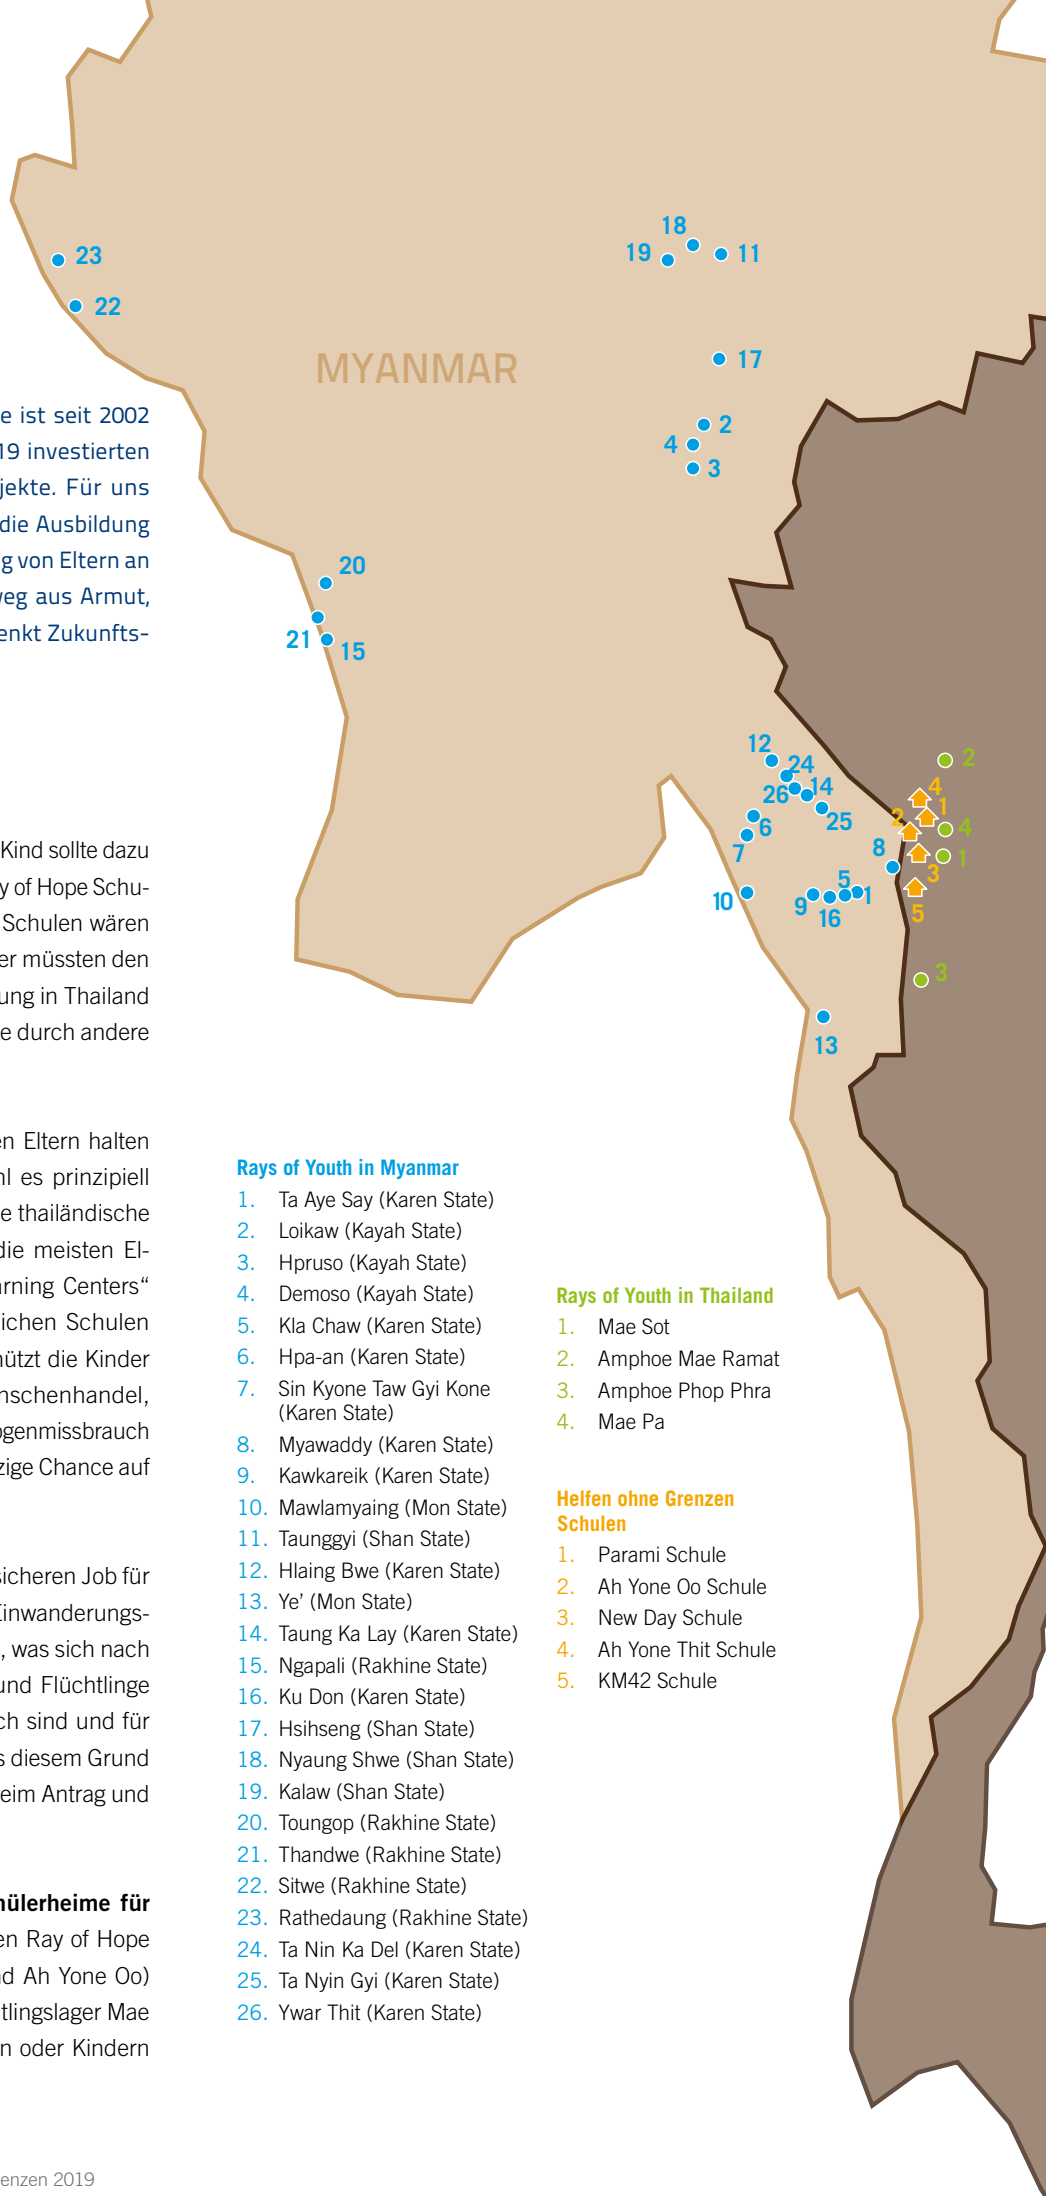 23
22
18
19
11
MYANMAR
17
2
4
3
e ist seit 2002
19 investierten
jekte. Für uns
die Ausbildung
g von Eltern an
weg aus Armut,
enkt Zukunfts-
20
21
15
12
24
26
14
25
6
7
8
10
9
16
5
1
13
2
4
1
2
4
3
1
5
3
Kind sollte dazu
y of Hope Schu-
Schulen wären
er müssten den
ung in Thailand
e durch andere
en Eltern halten
hl es prinzipiell
e thailändische
die meisten El-
arning Centers“
lichen Schulen
hützt die Kinder
nschenhandel,
ogenmissbrauch
zige Chance auf
sicheren Job für
Einwanderungs-
, was sich nach
und Flüchtlinge
ch sind und für
s diesem Grund
eim Antrag und
hülerheime für
en Ray of Hope
nd Ah Yone Oo)
tlingslager Mae
n oder Kindern
Rays of Youth in Myanmar
1. Ta Aye Say (Karen State)
2. Loikaw (Kayah State)
3. Hpruso (Kayah State)
4. Demoso (Kayah State)
5. Kla Chaw (Karen State)
6. Hpa-an (Karen State)
7. Sin Kyone Taw Gyi Kone
(Karen State)
8. Myawaddy (Karen State)
9. Kawkareik (Karen State)
10. Mawlamyaing (Mon State)
11. Taunggyi (Shan State)
12. Hlaing Bwe (Karen State)
13. Ye’ (Mon State)
14. Taung Ka Lay (Karen State)
15. Ngapali (Rakhine State)
16. Ku Don (Karen State)
17. Hsihseng (Shan State)
18. Nyaung Shwe (Shan State)
19. Kalaw (Shan State)
20. Toungop (Rakhine State)
21. Thandwe (Rakhine State)
22. Sitwe (Rakhine State)
23. Rathedaung (Rakhine State)
24. Ta Nin Ka Del (Karen State)
25. Ta Nyin Gyi (Karen State)
26. Ywar Thit (Karen State)
Rays of Youth in Thailand
1. Mae Sot
2. Amphoe Mae Ramat
3. Amphoe Phop Phra
4. Mae Pa
Helfen ohne Grenzen
Schulen
1. Parami Schule
2. Ah Yone Oo Schule
3. New Day Schule
4. Ah Yone Thit Schule
5. KM42 Schule
enzen 2019